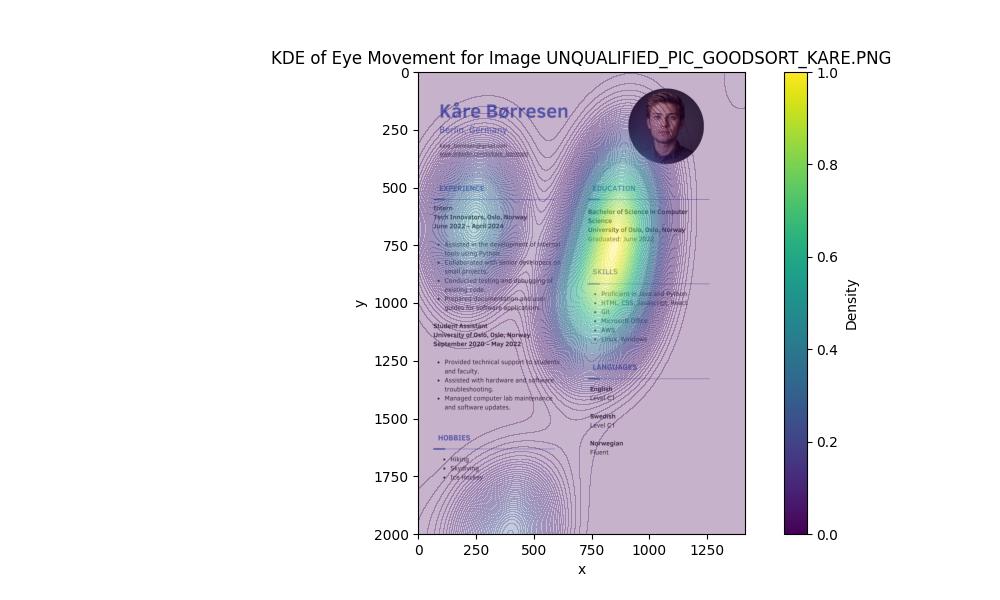 KDE of Eye Movement for Image UNQUALIFIED_PIC_GOODSORT_KARE.PNG
0
250
500
750
1000
1250
1500
1750
2000
y
0
250
500
750
1000
1250
x
0.0
0.2
0.4
0.6
0.8
1.0
Density
Kåre Børresen
Berlin, Germany
EXPERIENCE
Intern
Tech Innovators, Oslo, Norway
June 2022 – April 2024
• Assisted in the development of internal
tools using Python.
• Collaborated with senior developers on
small projects.
• Conducted testing and debugging of
existing code.
• Prepared documentation and user
guides for software applications.
Student Assistant
University of Oslo, Oslo, Norway
September 2020 – May 2022
• Provided technical support to students
and faculty.
• Assisted with hardware and software
troubleshooting.
• Managed computer lab maintenance
and software updates.
HOBBIES
• Hiking
• Skydiving
• Ice Hockey
EDUCATION
Bachelor of Science in Computer
Science
University of Oslo, Oslo, Norway
Graduated: June 2022
SKILLS
• Proficient in Java and Python
• HTML, CSS, JavaScript, React
• Git
• Microsoft Office
• AWS
• Linux, Windows
LANGUAGES
English
Level C1
Swedish
Level C1
Norwegian
Fluent